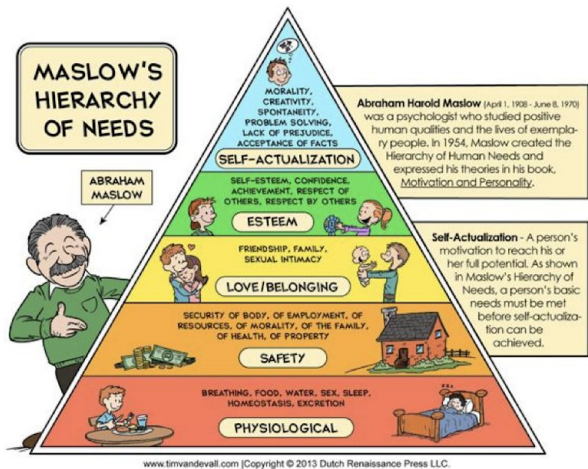 MASLOW'S
HIERARCHY
OF NEEDS
ABRAHAM
MASLOW
MORALITY,
CREATIVITY,
SPONTANEITY,
PROBLEM SOLVING,
LACK OF PREJUDICE,
ACCEPTANCE OF FACTS
SELF-ACTUALIZATION
SELF-ESTEEM, CONFIDENCE,
ACHIEVEMENT, RESPECT OF
OTHERS, RESPECT BY OTHERS
ESTEEM
FRIENDSHIP, FAMILY,
SEXUAL INTIMACY
LOVE/BELONGING
SECURITY OF BODY, OF EMPLOYMENT, OF
RESOURCES, OF MORALITY, OF THE FAMILY,
OF HEALTH, OF PROPERTY
SAFETY
BREATHING, FOOD, WATER, SEX, SLEEP,
HOMEOSTASIS, EXCRETION
PHYSIOLOGICAL
Abraham Harold Maslow (April 1, 1908 - June 8, 1970)
was a psychologist who studied positive
human qualities and the lives of exempla-
ry people. In 1954, Maslow created the
Hierarchy of Human Needs and
expressed his theories in his book,
Motivation and Personality.
Self-Actualization - A person's
motivation to reach his or
her full potential. As shown
in Maslow's Hierarchy of
Needs, a person's basic
needs must be met
before self-actualiza-
tion can be
achieved.
www.timvandevall.com | Copyright © 2013 Dutch Renaissance Press LLC.